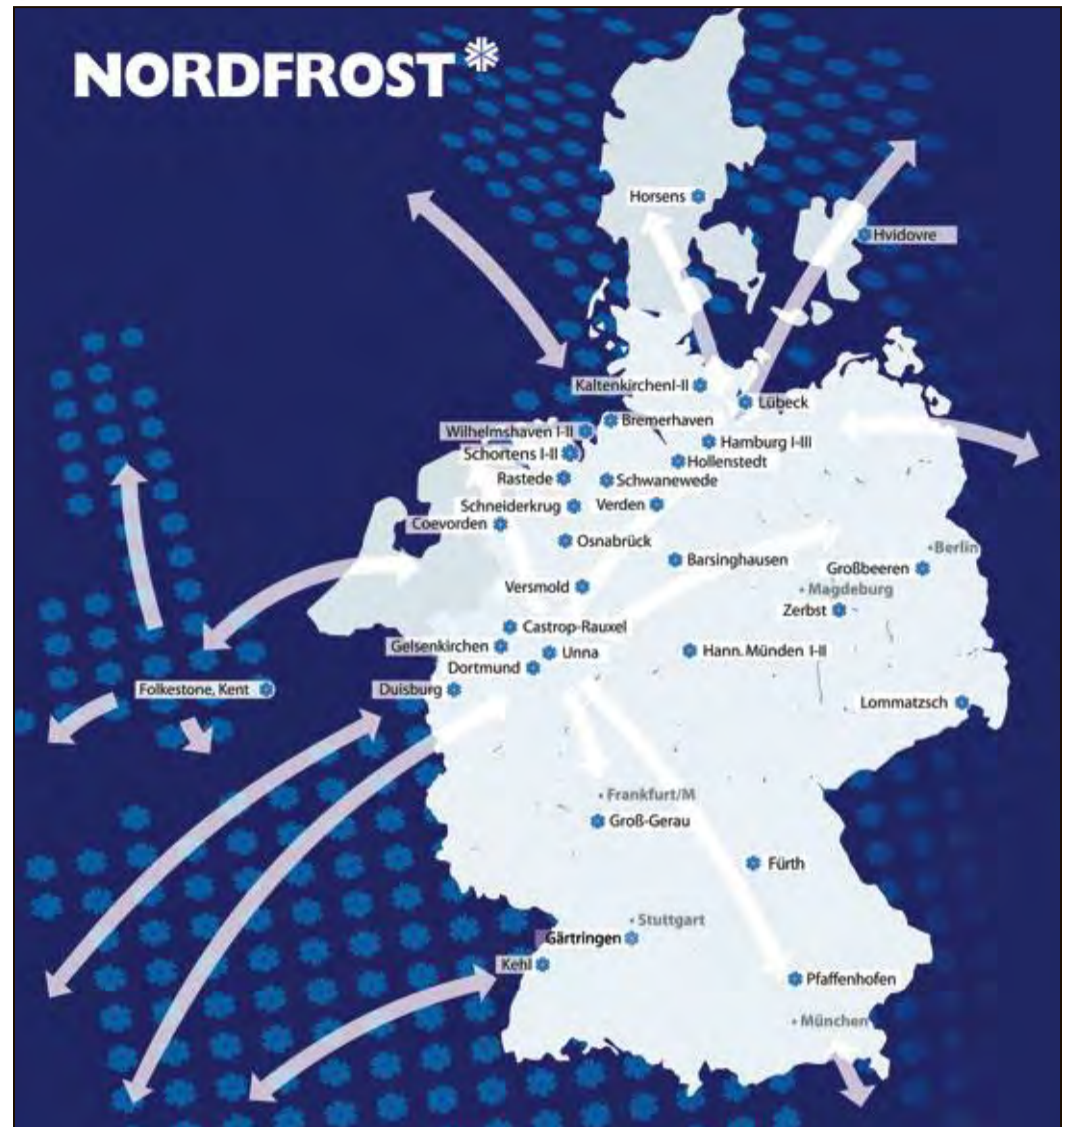 NORDFROST
Horsens
Hvidovre
KaltenkirchenI-II
Lübeck
Bremerhaven
Wilhelmshaven I-II
Hamburg I-III
Schortens I-II
Hollenstedt
Rastede
Schwanewede
Schneiderkrug
Verden
Coevorden
Osnabrück
Berlin
Barsinghausen
Großbeeren
Versmold
Magdeburg
Zerbst
Castrop-Rauxel
Gelsenkirchen
Unna
Hann. Münden I-II
Dortmund
Folkestone, Kent
Duisburg
Lommatzsch
Frankfurt/M
Groß-Gerau
Fürth
Stuttgart
Gärtringen
Kehl
Pfaffenhofen
München